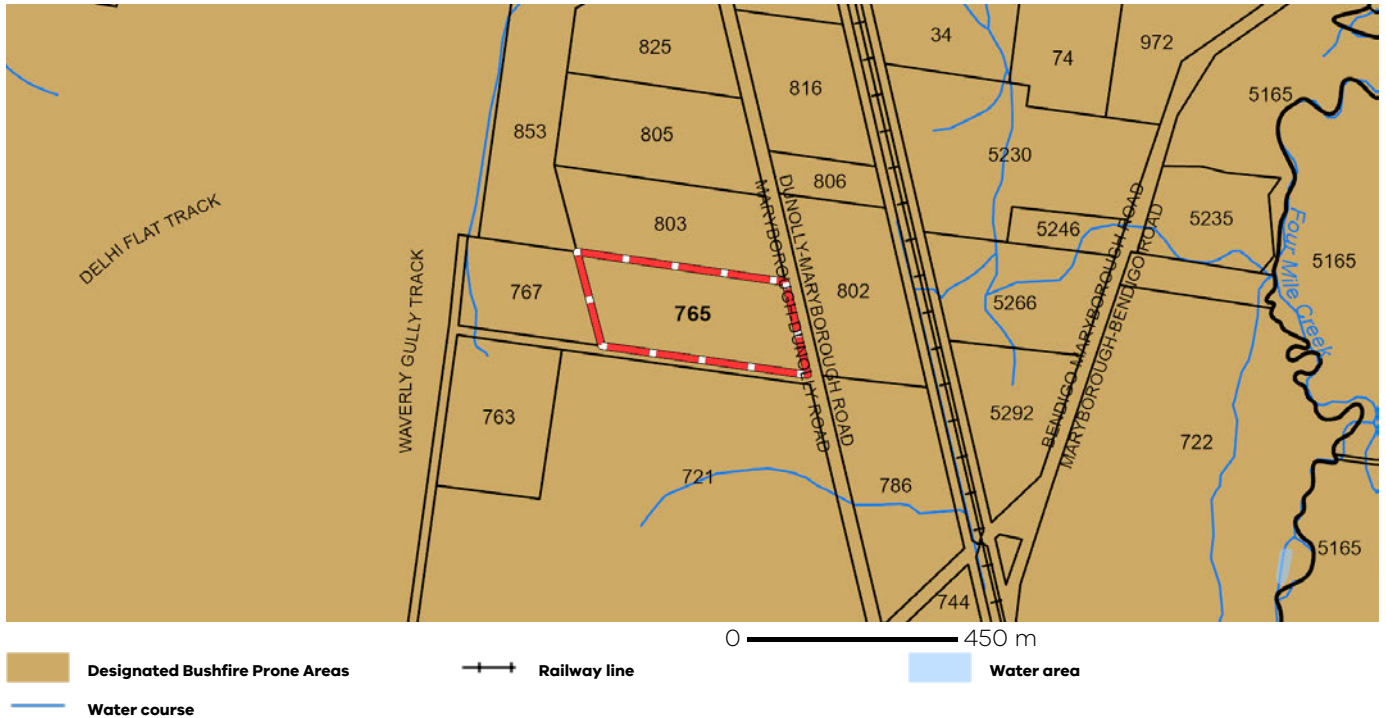 825
34
74
972
816
5165
853
805
5230
806
DELHI FLAT TRACK
803
DUNOLLY-MARYBOROUGH ROAD
MARYBOROUGH-DUNOLLY ROAD
5246
5235
BENDIGO-MARYBOROUGH ROAD
MARYBOROUGH-BENDIGO ROAD
Four Mile Creek
5165
WAVERLY GULLY TRACK
767
765
802
5266
763
5292
722
721
786
5165
744
0 450 m
Designated Bushfire Prone Areas
Railway line
Water area
Water course